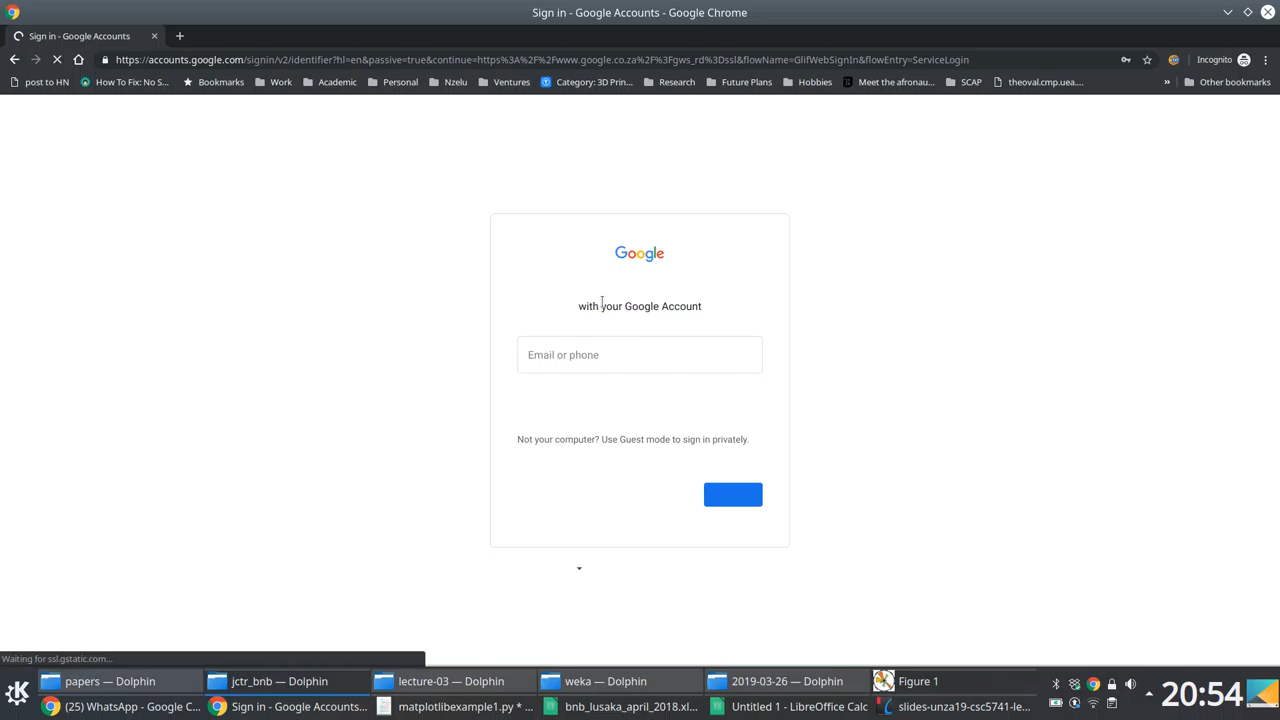 Sign in - Google Accounts - Google Chrome
Sign in - Google Accounts
https://accounts.google.com/signin/v2/identifier?hl=en&passive=true&continue=https%3A%2F%2Fwww.google.co.za%2F%3Fgws_rd%3Dssl&flowName=GlifWebSignIn&flowEntry=ServiceLogin
Incognito
post to HN
How To Fix: No S...
Bookmarks
Work
Academic
Personal
Nzelu
Ventures
Category: 3D Prin...
Research
Future Plans
Hobbies
Meet the afronau...
SCAP
theoval.cmp.uea....
»
Other bookmarks
Google
with your Google Account
Email or phone
Not your computer? Use Guest mode to sign in privately.
Waiting for ssl.gstatic.com...
papers — Dolphin
jctr_bnb — Dolphin
lecture-03 — Dolphin
weka — Dolphin
2019-03-26 — Dolphin
Figure 1
(25) WhatsApp - Google C...
Sign in - Google Accounts...
matplotlibexample1.py * ...
bnb_lusaka_april_2018.xl...
Untitled 1 - LibreOffice Calc
slides-unza19-csc5741-le...
20:54